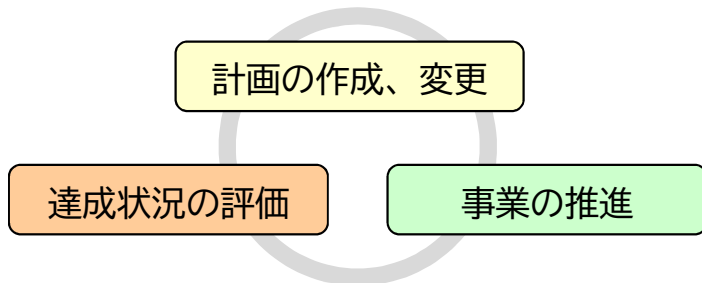 計画の作成、変更
達成状況の評価
事業の推進